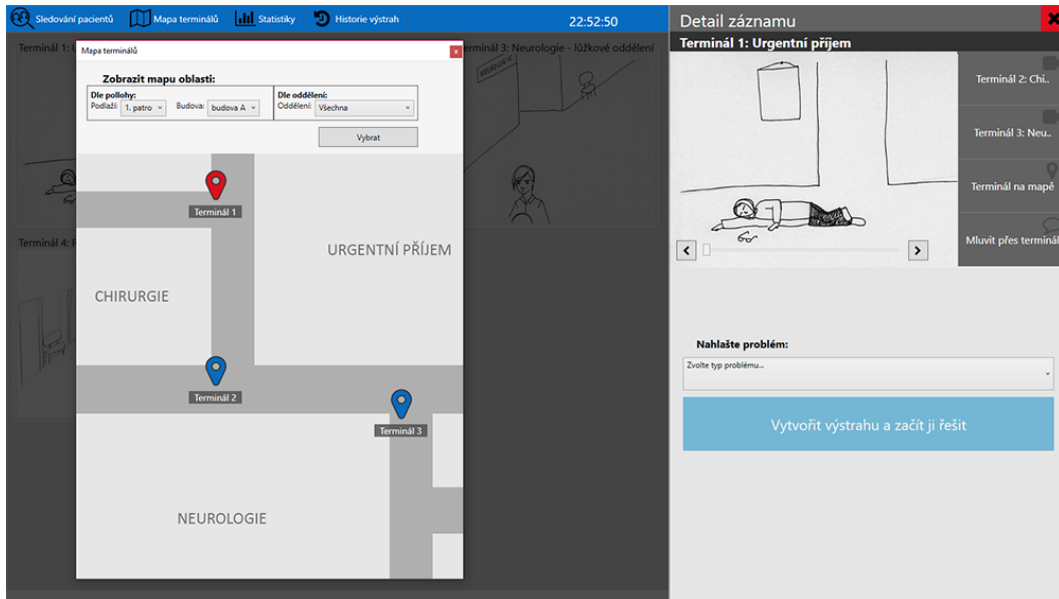 Sledování pacientů
Mapa terminálů
Statistiky
Historie výstrah
22:52:50
Terminál 1:
Terminál 3: Neurologie - lůžkové oddělení
NEUROLOGIE
Terminál 4:
Mapa terminálů
x
Zobrazit mapu oblasti:
Dle pollohy:
Podlaží: 1. patro
Budova: budova A
Dle oddělení:
Oddělení: Všechna
Vybrat
Terminál 1
URGENTNÍ PŘÍJEM
CHIRURGIE
Terminál 2
Terminál 3
NEUROLOGIE
Detail záznamu
Terminál 1: Urgentní příjem
Terminál 2: Chi..
Terminál 3: Neu..
Terminál na mapě
Mluvit přes terminál
Nahlašte problém:
Zvolte typ problému...
Vytvořit výstrahu a začít ji řešit